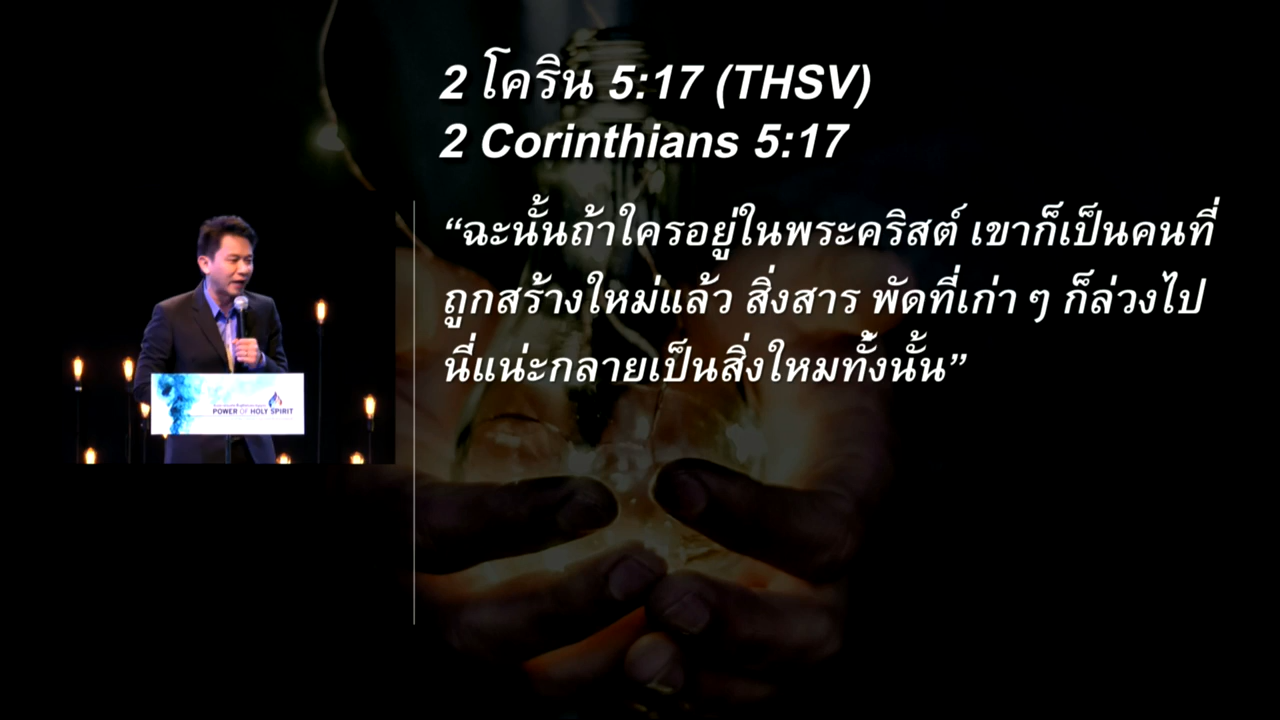 2 โคริน 5:17 (THSV)
2 Corinthians 5:17
“ฉะนั้นถ้าใครอยู่ในพระคริสต์ เขาก็เป็นคนที่
ถูกสร้างใหม่แล้ว สิ่งสาร พัดที่เก่า ๆ ก็ล่วงไป
นี่แน่ะกลายเป็นสิ่งใหมทั้งนั้น”
POWER OF HOLY SPIRIT